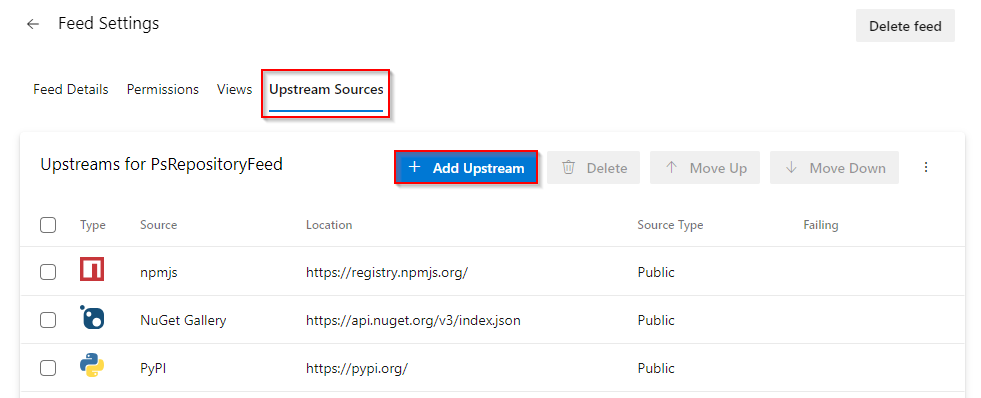 Feed Settings
Delete feed
Feed Details Permissions Views Upstream Sources
Upstreams for PsRepositoryFeed
+ Add Upstream Delete Move Up Move Down
Type Source Location Source Type Failing
npmjs https://registry.npmjs.org/ Public
NuGet Gallery https://api.nuget.org/v3/index.json Public
PyPI https://pypi.org/ Public